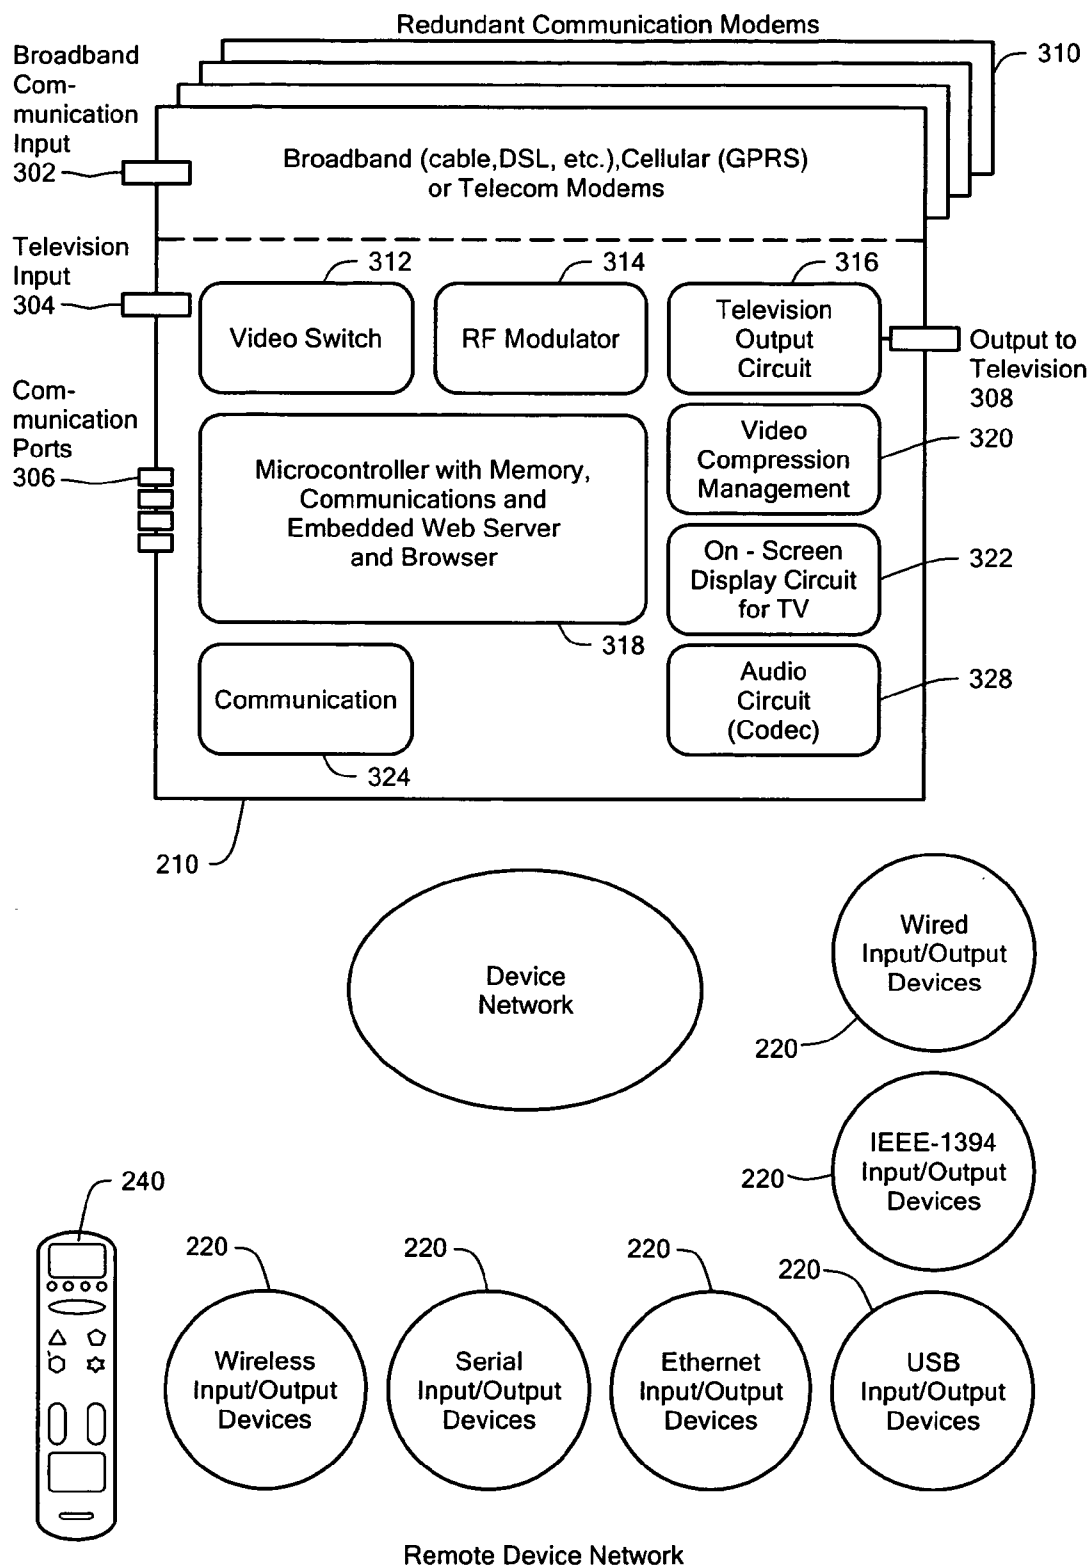 Redundant Communication Modems
310
Broadband
Com-
munication
Input
302
Broadband (cable,DSL, etc.),Cellular (GPRS)
or Telecom Modems
Television
Input
304
312
314
316
Video Switch
RF Modulator
Television
Output
Circuit
Output to
Television
308
Com-
munication
Ports
306
Microcontroller with Memory,
Communications and
Embedded Web Server
and Browser
318
Video
Compression
Management
320
On - Screen
Display Circuit
for TV
322
Communication
324
Audio
Circuit
(Codec)
328
210
Device
Network
Wired
Input/Output
Devices
220
IEEE-1394
Input/Output
Devices
220
240
220
Wireless
Input/Output
Devices
220
Serial
Input/Output
Devices
220
Ethernet
Input/Output
Devices
220
USB
Input/Output
Devices
Remote Device Network